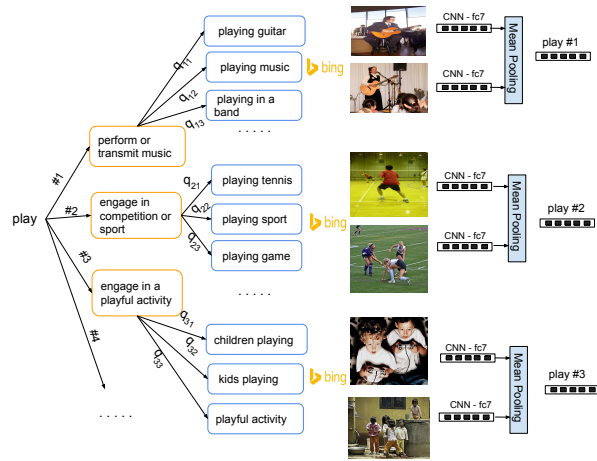 play
#1
#2
#3
#4
perform or
transmit music
engage in
competition or
sport
engage in a
playful activity
. . . . .
q11
q12
q13
playing guitar
playing music
playing in a
band
. . . . .
q21
q22
q23
playing tennis
playing sport
playing game
. . . . .
q31
q32
q33
children playing
kids playing
playful activity
bing
bing
bing
CNN - fc7
CNN - fc7
Mean Pooling
play #1
CNN - fc7
CNN - fc7
Mean Pooling
play #2
CNN - fc7
CNN - fc7
Mean Pooling
play #3